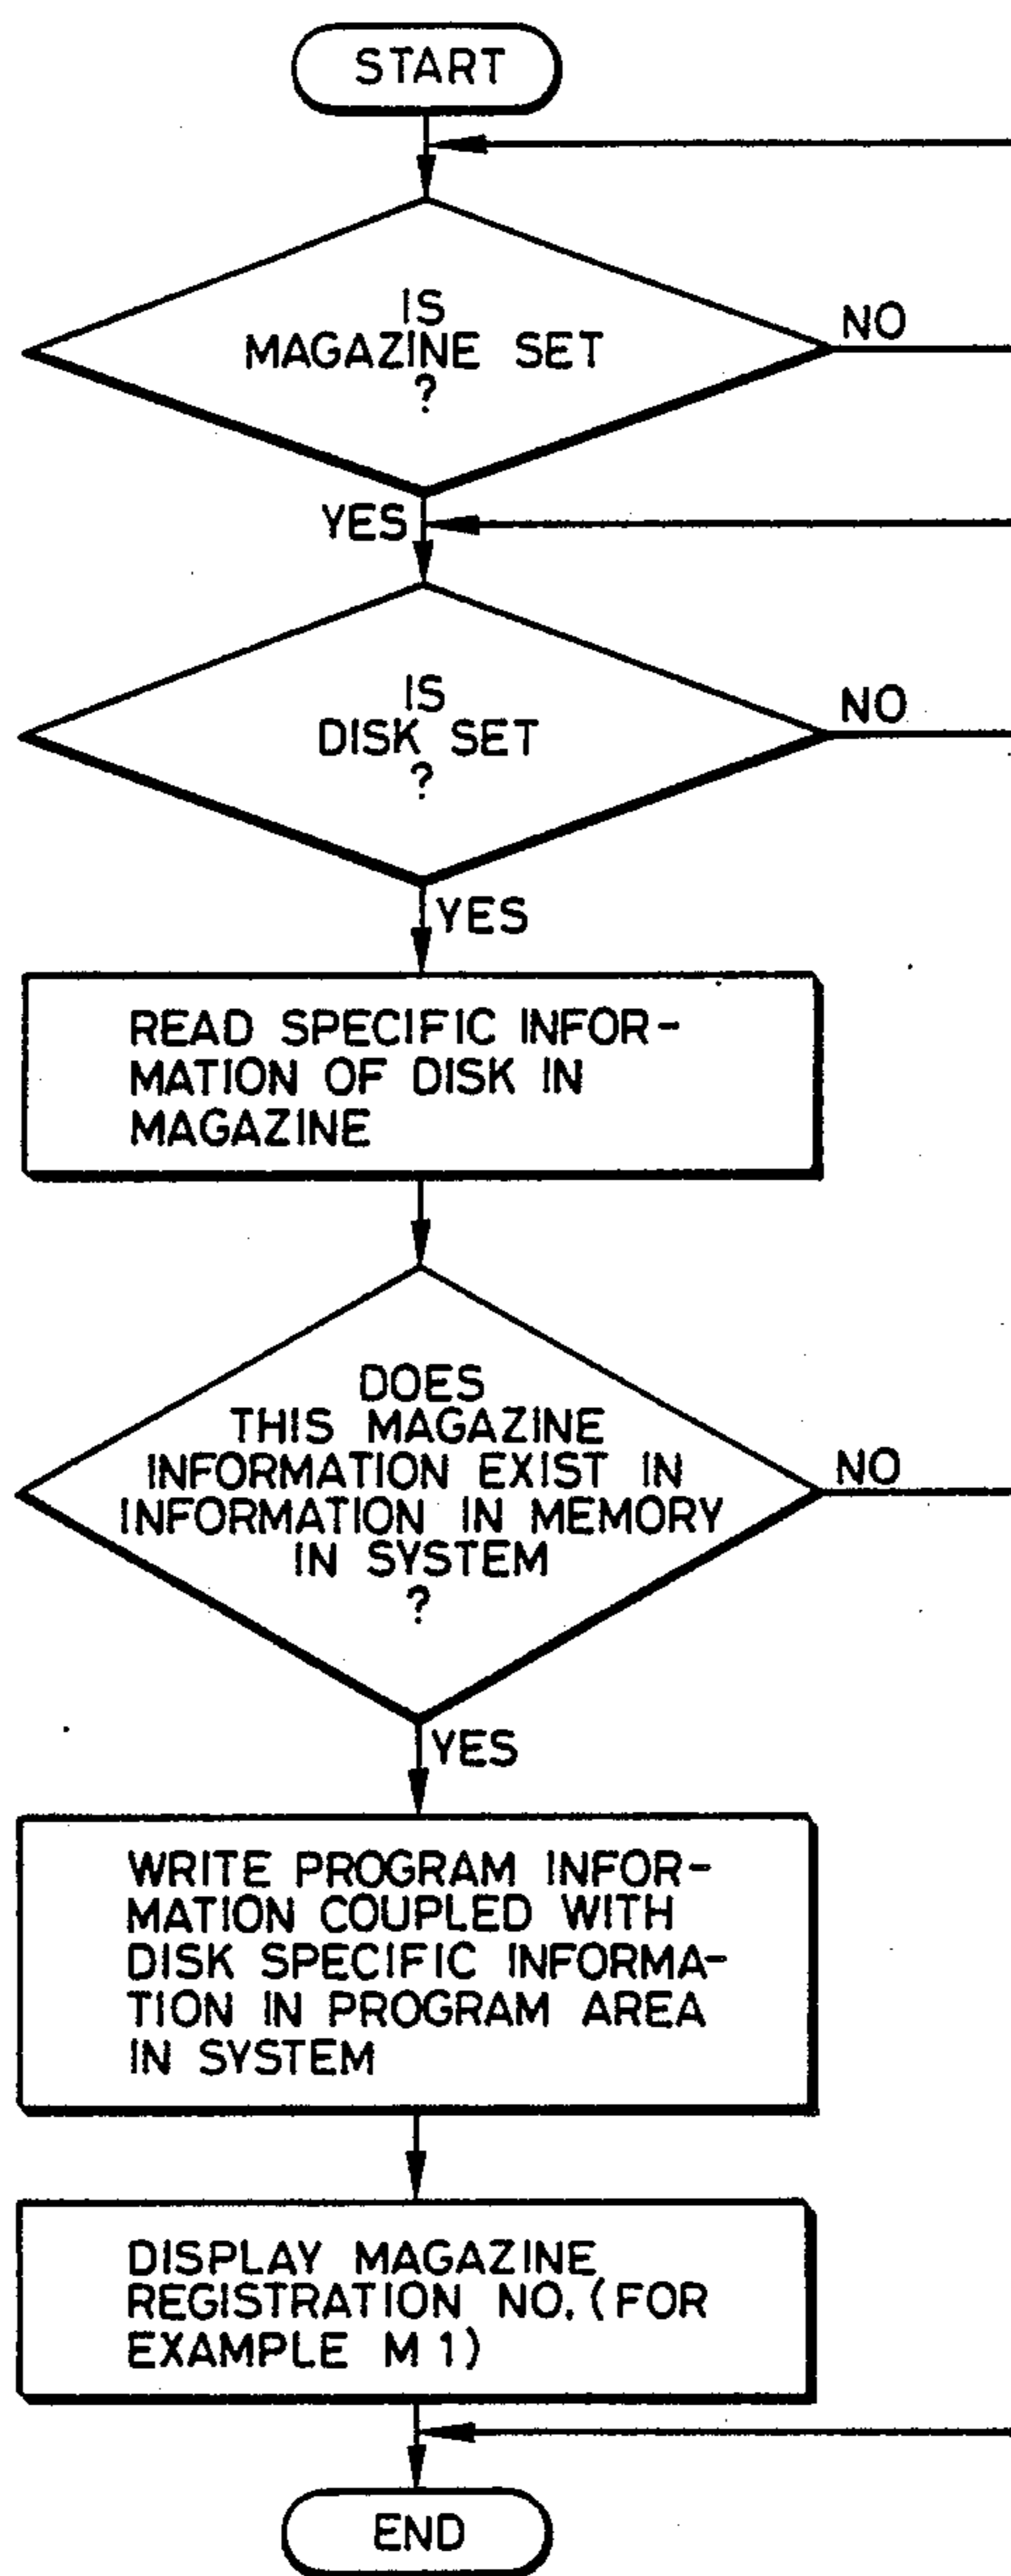 START
IS
MAGAZINE SET
?
NO
YES
IS
DISK SET
?
NO
YES
READ SPECIFIC INFOR-
MATION OF DISK IN
MAGAZINE
DOES
THIS MAGAZINE
INFORMATION EXIST IN
INFORMATION IN MEMORY
IN SYSTEM
?
NO
YES
WRITE PROGRAM INFOR-
MATION COUPLED WITH
DISK SPECIFIC INFORMA-
TION IN PROGRAM AREA
IN SYSTEM
DISPLAY MAGAZINE
REGISTRATION NO. (FOR
EXAMPLE M 1)
END